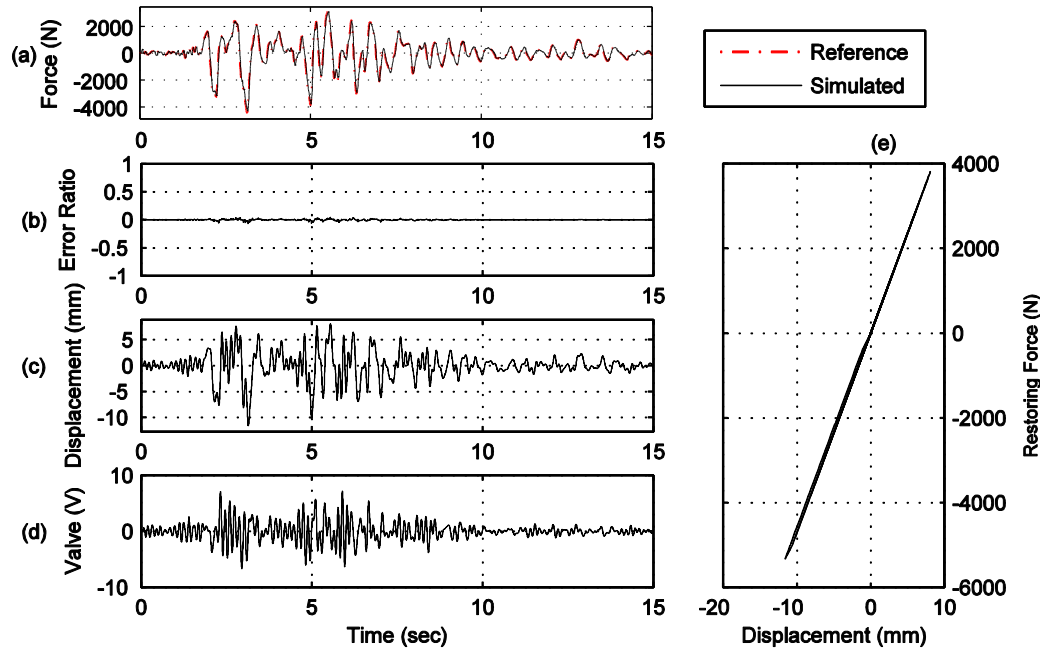 (a)
Force (N)
2000
0
-2000
-4000
0 5 10 15
Reference
Simulated
(b)
Error Ratio
1
0.5
0
-0.5
-1
0 5 10 15
(c)
Displacement (mm)
5
0
-5
-10
0 5 10 15
(d)
Valve (V)
10
0
-10
0 5 10 15
Time (sec)
(e)
4000
2000
0
-2000
-4000
-6000
Restoring Force (N)
-20 -10 0 10
Displacement (mm)